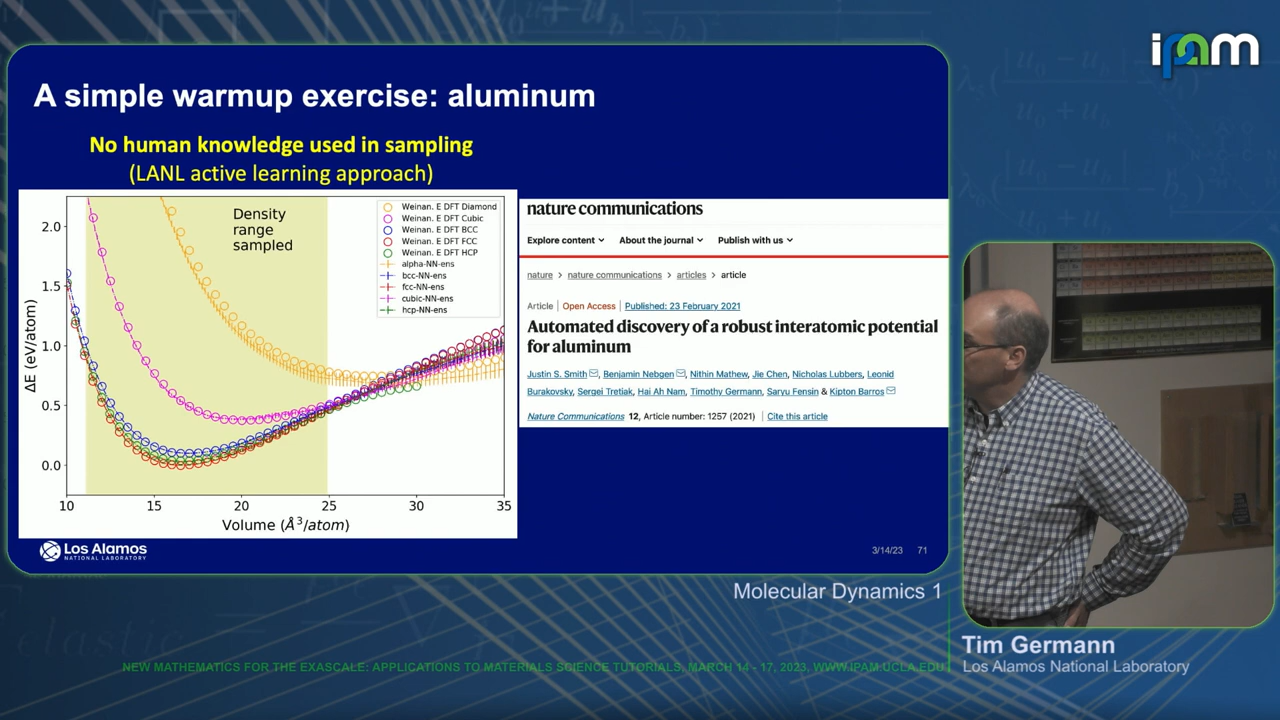 ipam
A simple warmup exercise: aluminum
No human knowledge used in sampling
(LANL active learning approach)
Density
range
sampled
Weinan. E DFT Diamond
Weinan. E DFT Cubic
Weinan. E DFT BCC
Weinan. E DFT FCC
Weinan. E DFT HCP
alpha-NN-ens
bcc-NN-ens
fcc-NN-ens
cubic-NN-ens
hcp-NN-ens
ΔE (eV/atom)
2.0
1.5
1.0
0.5
0.0
10 15 20 25 30 35
Volume (Å³/atom)
nature communications
Explore content About the journal Publish with us
nature > nature communications > articles > article
Article | Open Access | Published: 23 February 2021
Automated discovery of a robust interatomic potential
for aluminum
Justin S. Smith, Benjamin Nebgen, Nithin Mathew, Jie Chen, Nicholas Lubbers, Leonid
Burakovsky, Sergei Tretiak, Hai Ah Nam, Timothy Germann, Saryu Fensin & Kipton Barros
Nature Communications 12, Article number: 1257 (2021) | Cite this article
Los Alamos
NATIONAL LABORATORY
3/14/23 71
Molecular Dynamics 1
Tim Germann
Los Alamos National Laboratory
NEW MATHEMATICS FOR THE EXASCALE: APPLICATIONS TO MATERIALS SCIENCE TUTORIALS, MARCH 14 - 17, 2023, WWW.IPAM.UCLA.EDU